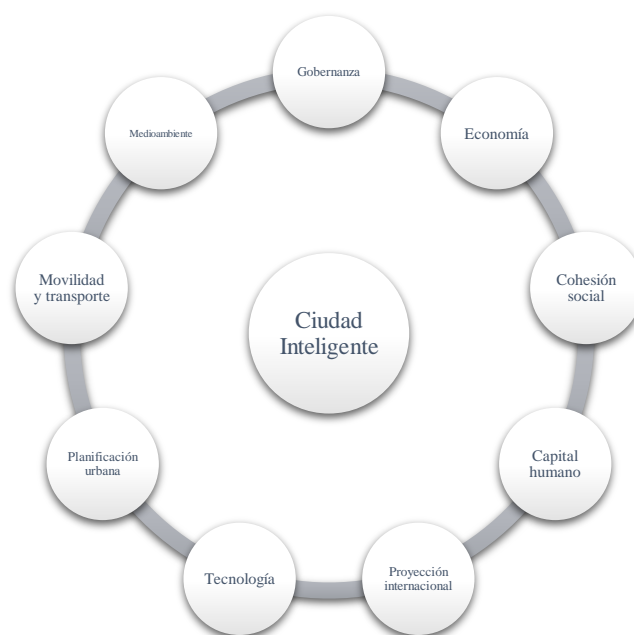 Gobernanza
Economía
Cohesión
social
Capital
humano
Proyección
internacional
Tecnología
Planificación
urbana
Movilidad
y transporte
Medioambiente
Ciudad
Inteligente